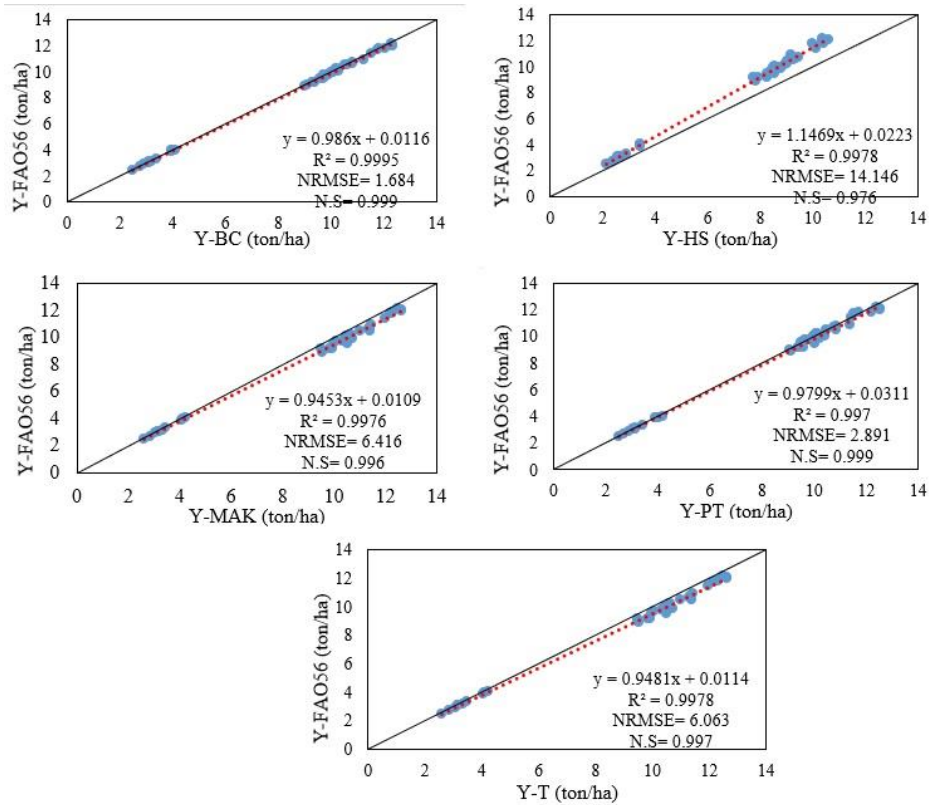 14
12
10
8
6
4
2
0
Y-FAO56 (ton/ha)
y = 0.986x + 0.0116
R² = 0.9995
NRMSE= 1.684
N.S= 0.999
0 2 4 6 8 10 12 14
Y-BC (ton/ha)
14
12
10
8
6
4
2
0
Y-FAO56 (ton/ha)
y = 1.1469x + 0.0223
R² = 0.9978
NRMSE= 14.146
N.S= 0.976
0 2 4 6 8 10 12 14
Y-HS (ton/ha)
14
12
10
8
6
4
2
0
Y-FAO56 (ton/ha)
y = 0.9453x + 0.0109
R² = 0.9976
NRMSE= 6.416
N.S= 0.996
0 2 4 6 8 10 12 14
Y-MAK (ton/ha)
14
12
10
8
6
4
2
0
Y-FAO56 (ton/ha)
y = 0.9799x + 0.0311
R² = 0.997
NRMSE= 2.891
N.S= 0.999
0 2 4 6 8 10 12 14
Y-PT (ton/ha)
14
12
10
8
6
4
2
0
Y-FAO56 (ton/ha)
y = 0.9481x + 0.0114
R² = 0.9978
NRMSE= 6.063
N.S= 0.997
0 2 4 6 8 10 12 14
Y-T (ton/ha)